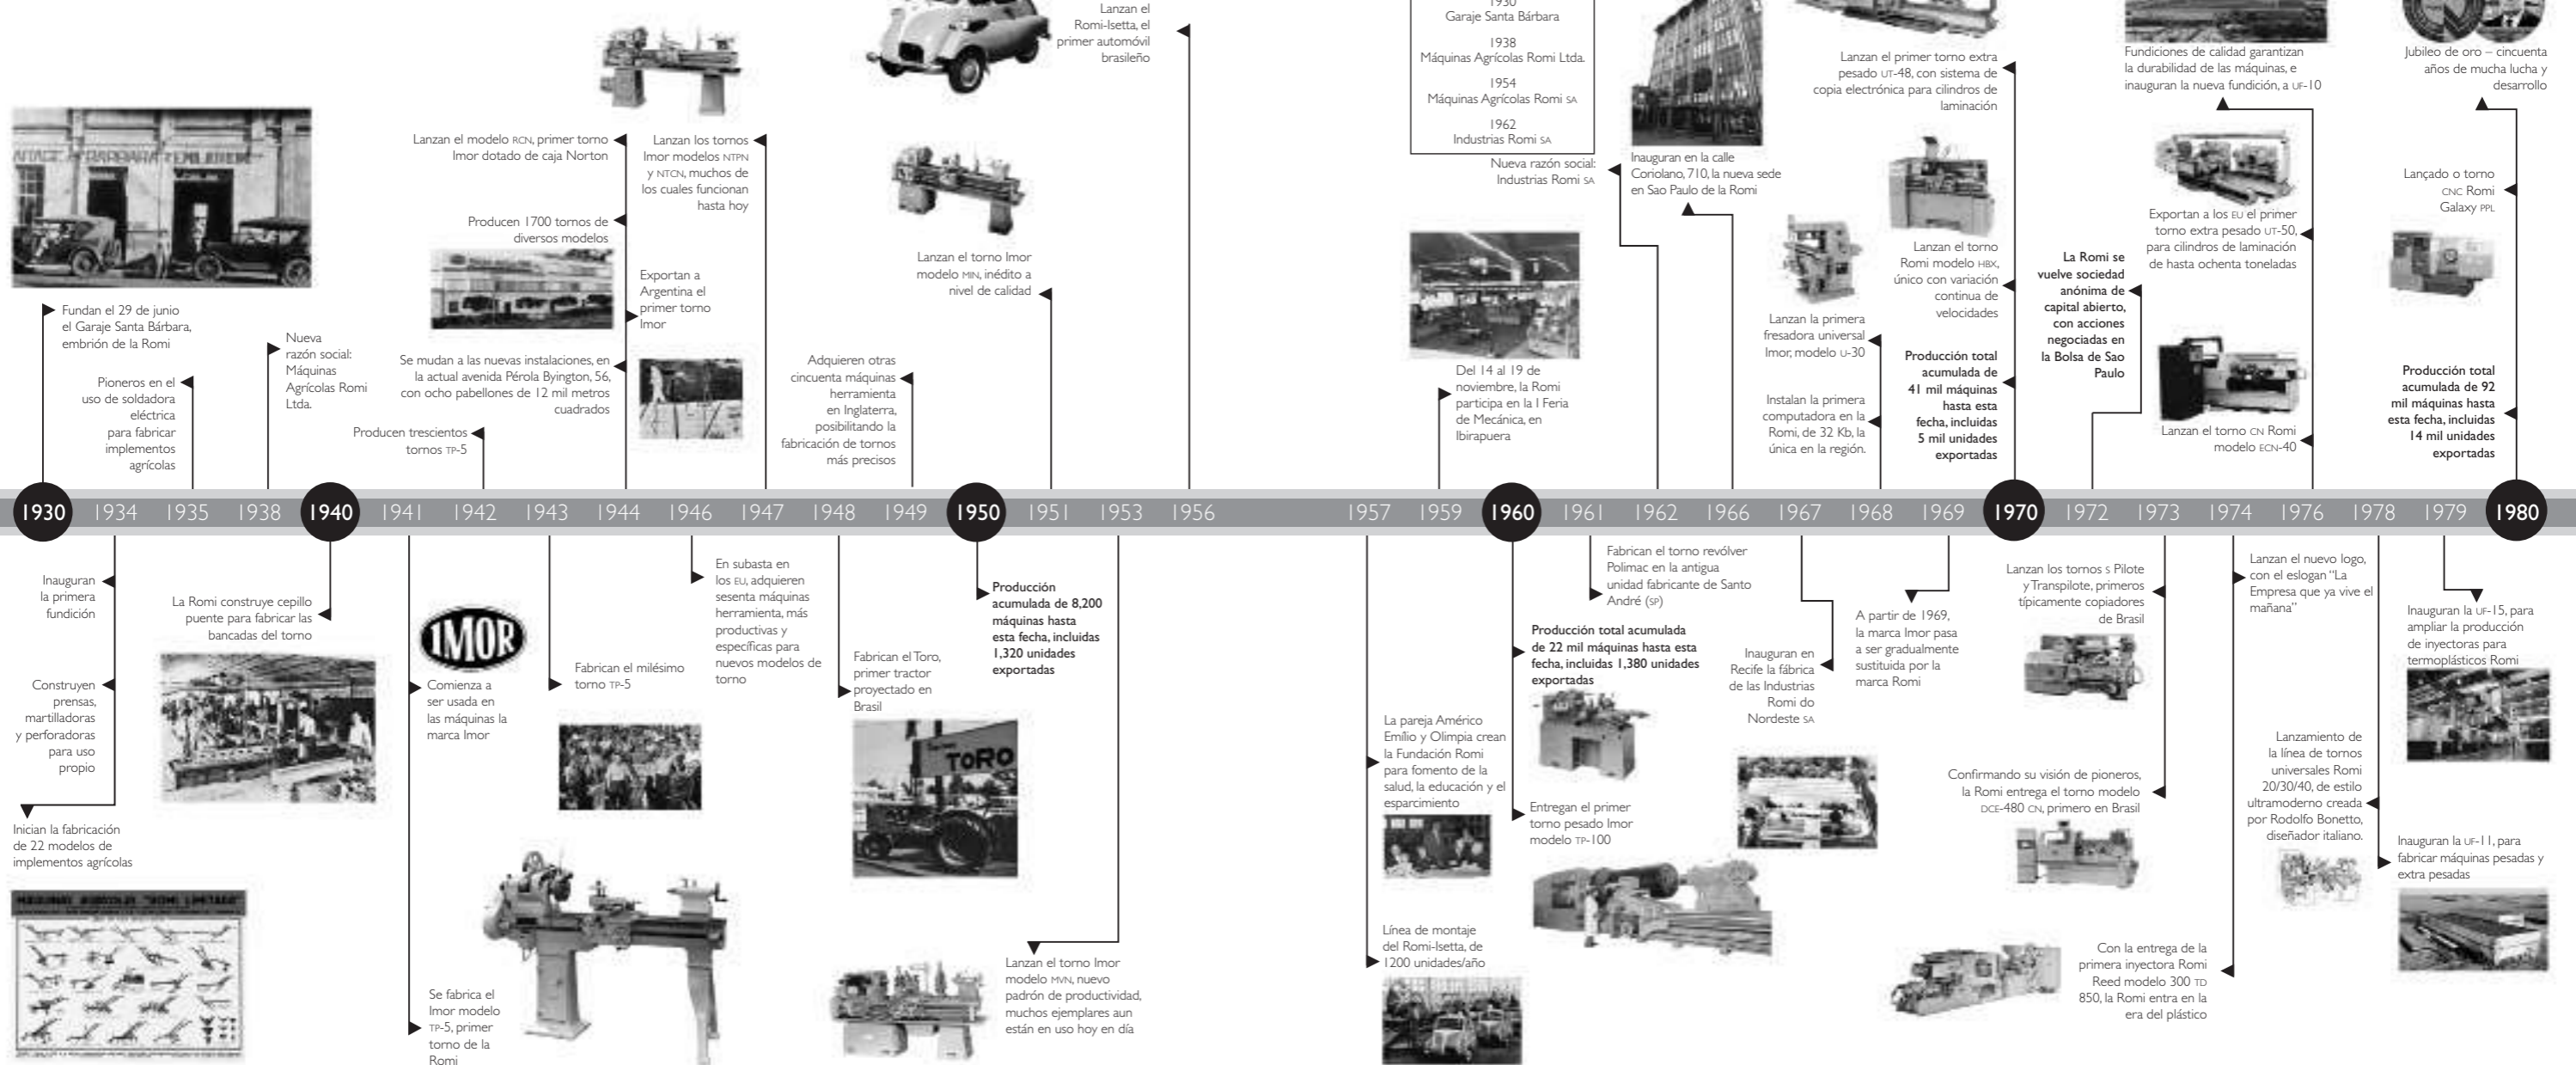 Lanzan el
Romi-Isetta, el
primer automóvil
brasileño
1930
Garaje Santa Bárbara
1938
Máquinas Agrícolas Romi Ltda.
1954
Máquinas Agrícolas Romi SA
1962
Industrias Romi SA
Nueva razón social:
Industrias Romi SA
Inauguran en la calle
Coriolano, 710, la nueva sede
en Sao Paulo de la Romi
Lanzan el primer torno extra
pesado UT-48, con sistema de
copia electrónica para cilindros de
laminación
Fundiciones de calidad garantizan
la durabilidad de las máquinas, e
inauguran la nueva fundición, a UF-10
Jubileo de oro – cincuenta
años de mucha lucha y
desarrollo
Lanzan el modelo RCN, primer torno
Imor dotado de caja Norton
Lanzan los tornos
Imor modelos NTPN
y NTCN, muchos de
los cuales funcionan
hasta hoy
Producen 1700 tornos de
diversos modelos
Exportan a
Argentina el
primer torno
Imor
Lanzan el torno Imor
modelo MIN, inédito a
nivel de calidad
Lanzan el torno
Romi modelo HBX,
único con variación
continua de
velocidades
Exportan a los EU el primer
torno extra pesado UT-50,
para cilindros de laminación
de hasta ochenta toneladas
Lançado o torno
CNC Romi
Galaxy PPL
La Romi se
vuelve sociedad
anónima de
capital abierto,
con acciones
negociadas en
la Bolsa de Sao
Paulo
Fundan el 29 de junio
el Garaje Santa Bárbara,
embrión de la Romi
Pioneros en el
uso de soldadora
eléctrica
para fabricar
implementos
agrícolas
Nueva
razón social:
Máquinas
Agrícolas Romi
Ltda.
Se mudan a las nuevas instalaciones, en
la actual avenida Pérola Byington, 56,
con ocho pabellones de 12 mil metros
cuadrados
Producen trescientos
tornos TP-5
Adquieren otras
cincuenta máquinas
herramienta
en Inglaterra,
posibilitando la
fabricación de tornos
más precisos
Del 14 al 19 de
noviembre, la Romi
participa en la I Feria
de Mecánica, en
Ibirapuera
Lanzan la primera
fresadora universal
Imor, modelo U-30
Instalan la primera
computadora en la
Romi, de 32 Kb, la
única en la región.
Producción total
acumulada de
41 mil máquinas
hasta esta
fecha, incluidas
5 mil unidades
exportadas
Lanzan el torno CN Romi
modelo ECN-40
Producción total
acumulada de 92
mil máquinas hasta
esta fecha, incluidas
14 mil unidades
exportadas
1930 1934 1935 1938 1940 1941 1942 1943 1944 1946 1947 1948 1949 1950 1951 1953 1956 1957 1959 1960 1961 1962 1966 1967 1968 1969 1970 1972 1973 1974 1976 1978 1979 1980
Inauguran
la primera
fundición
Construyen
prensas,
martilladoras
y perforadoras
para uso
propio
Inician la fabricación
de 22 modelos de
implementos agrícolas
MÁQUINAS AGRÍCOLAS "ROMI LIMITADA"
La Romi construye cepillo
puente para fabricar las
bancadas del torno
IMOR
Comienza a
ser usada en
las máquinas la
marca Imor
Se fabrica el
Imor modelo
TP-5, primer
torno de la
Romi
Fabrican el milésimo
torno TP-5
En subasta en
los EU, adquieren
sesenta máquinas
herramienta, más
productivas y
específicas para
nuevos modelos de
torno
Fabrican el Toro,
primer tractor
proyectado en
Brasil
TORO
Producción
acumulada de 8,200
máquinas hasta
esta fecha, incluidas
1,320 unidades
exportadas
Lanzan el torno Imor
modelo MVN, nuevo
padrón de productividad,
muchos ejemplares aun
están en uso hoy en día
La pareja Américo
Emílio y Olimpia crean
la Fundación Romi
para fomento de la
salud, la educación y el
esparcimiento
Línea de montaje
del Romi-Isetta, de
1200 unidades/año
Fabrican el torno revólver
Polimac en la antigua
unidad fabricante de Santo
André (SP)
Producción total acumulada
de 22 mil máquinas hasta esta
fecha, incluidas 1,380 unidades
exportadas
Entregan el primer
torno pesado Imor
modelo TP-100
Inauguran en
Recife la fábrica
de las Industrias
Romi do
Nordeste SA
A partir de 1969,
la marca Imor pasa
a ser gradualmente
sustituida por la
marca Romi
Lanzan los tornos S Pilote
y Transpilote, primeros
típicamente copiadores
de Brasil
Confirmando su visión de pioneros,
la Romi entrega el torno modelo
DCE-480 CN, primero en Brasil
Lanzan el nuevo logo,
con el eslogan “La
Empresa que ya vive el
mañana”
Con la entrega de la
primera inyectora Romi
Reed modelo 300 TD
850, la Romi entra en la
era del plástico
Lanzamiento de
la línea de tornos
universales Romi
20/30/40, de estilo
ultramoderno creada
por Rodolfo Bonetto,
diseñador italiano.
Inauguran la UF-11, para
fabricar máquinas pesadas y
extra pesadas
Inauguran la UF-15, para
ampliar la producción
de inyectoras para
termoplásticos Romi